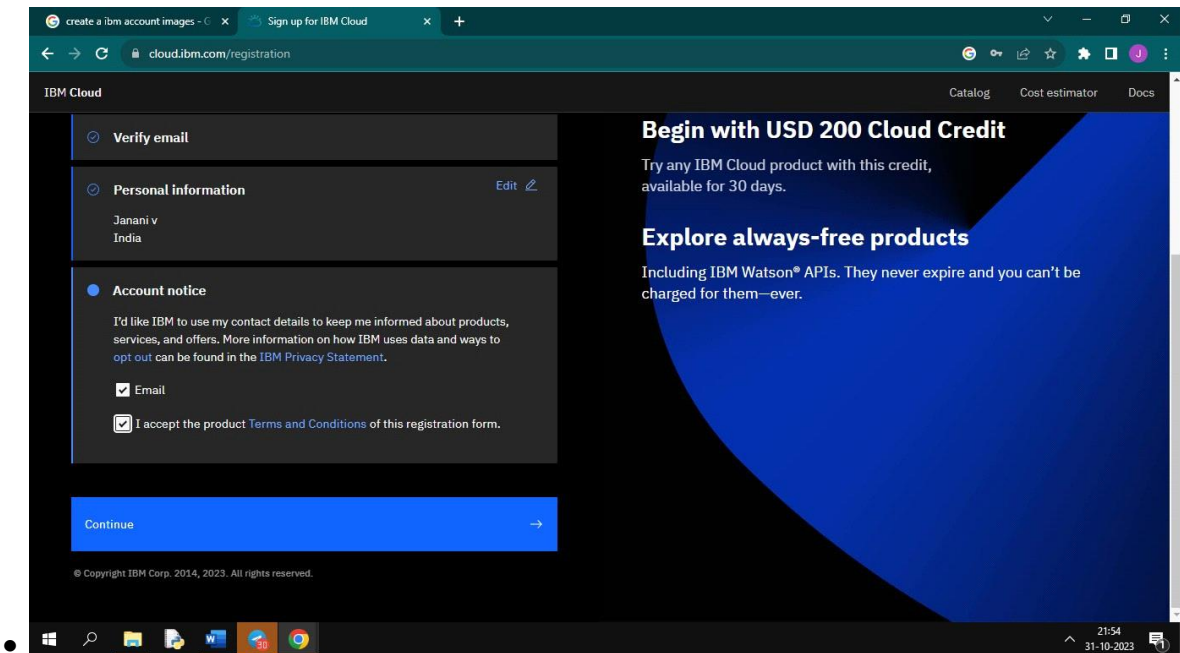 create a ibm account images - G
Sign up for IBM Cloud
cloud.ibm.com/registration
J
IBM Cloud
Catalog
Cost estimator
Docs
Verify email
Personal information
Edit
Janani v
India
Account notice
I'd like IBM to use my contact details to keep me informed about products,
services, and offers. More information on how IBM uses data and ways to
opt out can be found in the IBM Privacy Statement.
Email
I accept the product Terms and Conditions of this registration form.
Continue
© Copyright IBM Corp. 2014, 2023. All rights reserved.
Begin with USD 200 Cloud Credit
Try any IBM Cloud product with this credit,
available for 30 days.
Explore always-free products
Including IBM Watson® APIs. They never expire and you can't be
charged for them—ever.
30
21:54
31-10-2023
1